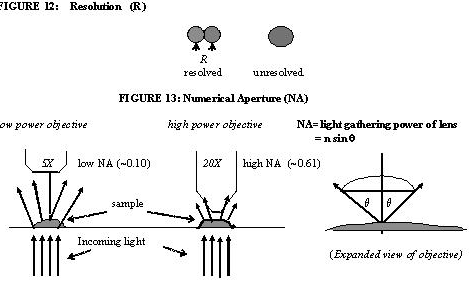 FIGURE 12: Resolution (R)
R
resolved
unresolved
FIGURE 13: Numerical Aperture (NA)
ow power objective
high power objective
NA= light gathering power of lens
= n sin θ
5X
low NA (~0.10)
20X
high NA (~0.61)
θ θ
sample
Incoming light
(Expanded view of objective)